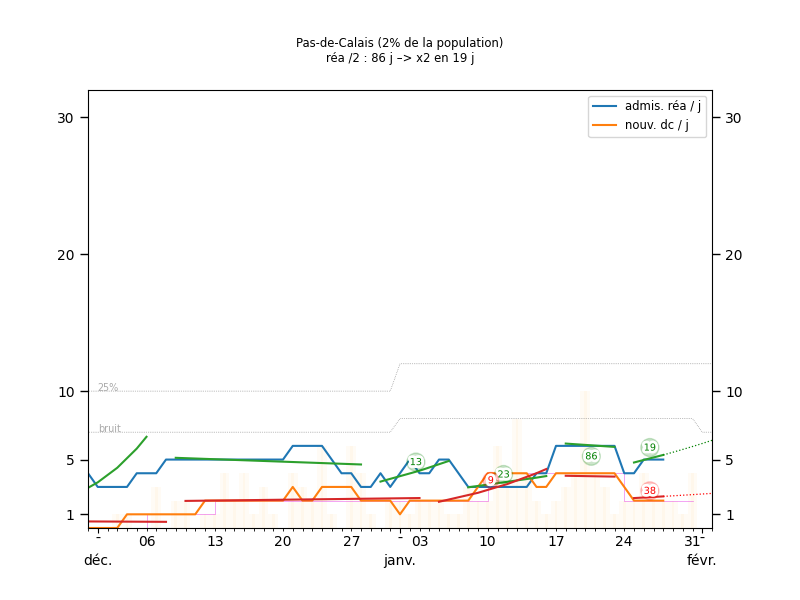 Pas-de-Calais (2% de la population)
réa /2 : 86 j –> x2 en 19 j
admis. réa / j
nouv. dc / j
30 30
20 20
10 10
5 5
1 1
25%
bruit
13
9
23
86
19
38
- 06 13 20 27 - 03 10 17 24 31 -
déc. janv. févr.